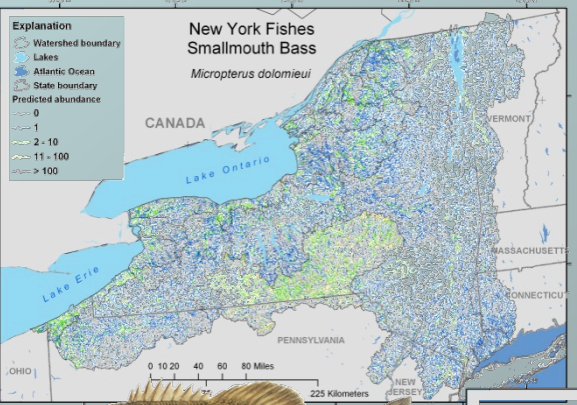 Explanation
Watershed boundary
Lakes
Atlantic Ocean
State boundary
Predicted abundance
0
1
2 - 10
11 - 100
> 100
New York Fishes
Smallmouth Bass
Micropterus dolomieui
CANADA
Lake Ontario
Lake Erie
VERMONT
MASSACHUSETTS
CONNECTICUT
PENNSYLVANIA
OHIO
NEW
JERSEY
0 10 20 40 60 80 Miles
225 Kilometers